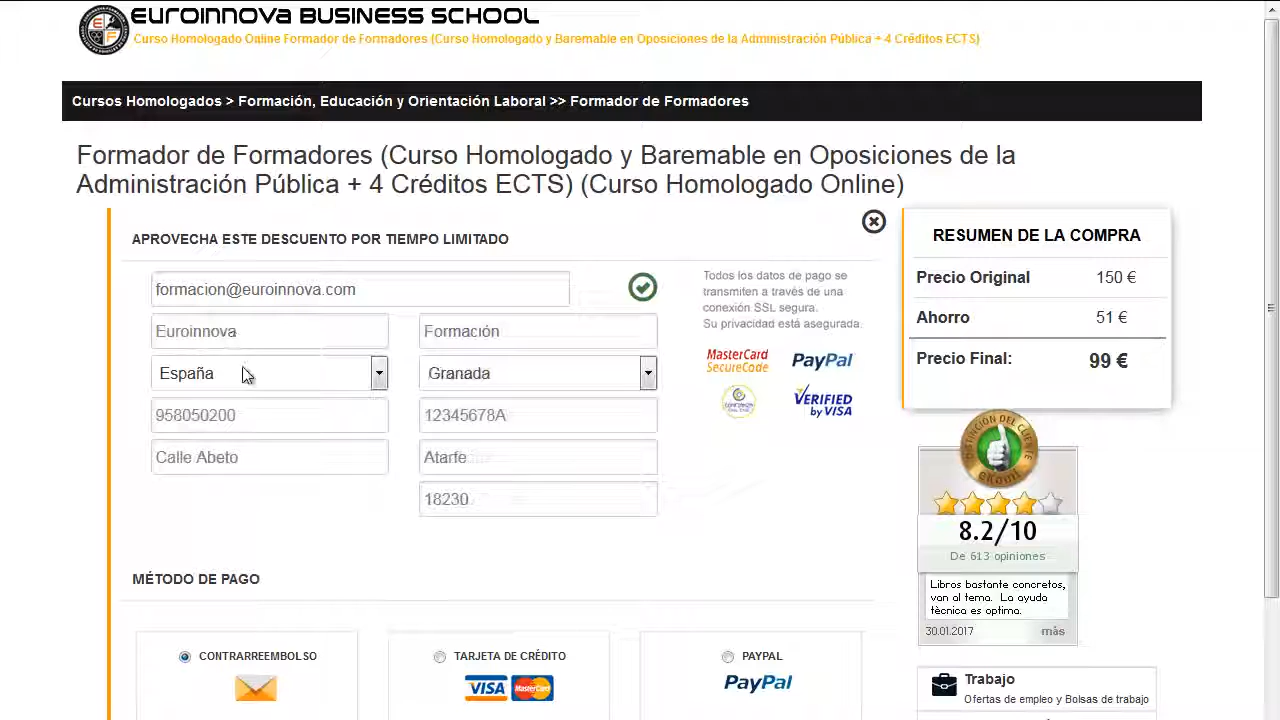 EUROINNOVA BUSINESS SCHOOL
Curso Homologado Online Formador de Formadores (Curso Homologado y Baremable en Oposiciones de la Administración Pública + 4 Créditos ECTS)
Cursos Homologados > Formación, Educación y Orientación Laboral >> Formador de Formadores
Formador de Formadores (Curso Homologado y Baremable en Oposiciones de la
Administración Pública + 4 Créditos ECTS) (Curso Homologado Online)
APROVECHA ESTE DESCUENTO POR TIEMPO LIMITADO
formacion@euroinnova.com
Euroinnova Formación
España Granada
958050200 12345678A
Calle Abeto Atarfe
18230
Todos los datos de pago se
transmiten a través de una
conexión SSL segura.
Su privacidad está asegurada.
MasterCard PayPal
SecureCode
VERIFIED
by VISA
RESUMEN DE LA COMPRA
Precio Original 150 €
Ahorro 51 €
Precio Final: 99 €
DISTINCIÓN DEL CLIENTE
eKomi
8.2/10
De 613 opiniones
Libros bastante concretos,
van al tema. La ayuda
tècnica es optima.
30.01.2017 màs
MÉTODO DE PAGO
CONTRARREEMBOLSO TARJETA DE CRÉDITO PAYPAL
VISA MasterCard PayPal
Trabajo
Ofertas de empleo y Bolsas de trabajo